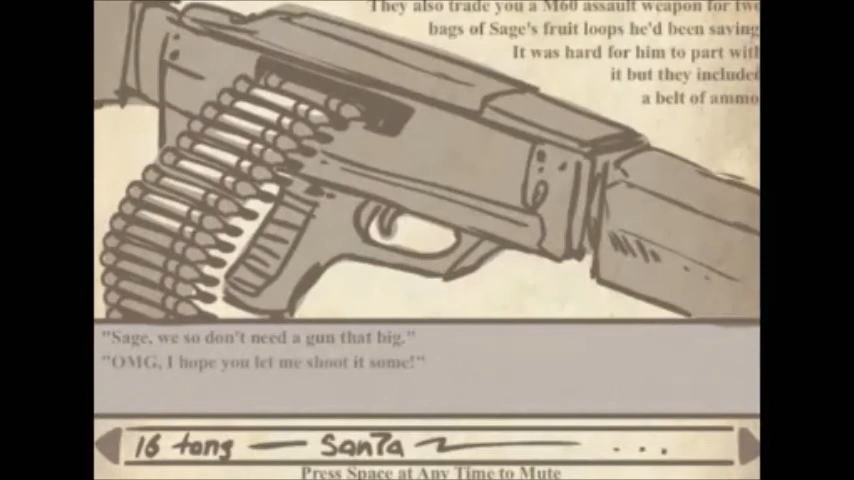 They also trade you a M60 assault weapon for two
bags of Sage's fruit loops he'd been saving
It was hard for him to part with
it but they included
a belt of ammo
"Sage, we so don't need a gun that big."
"OMG, I hope you let me shoot it some!"
16 tons — SanTa ...
Press Space at Any Time to Mute